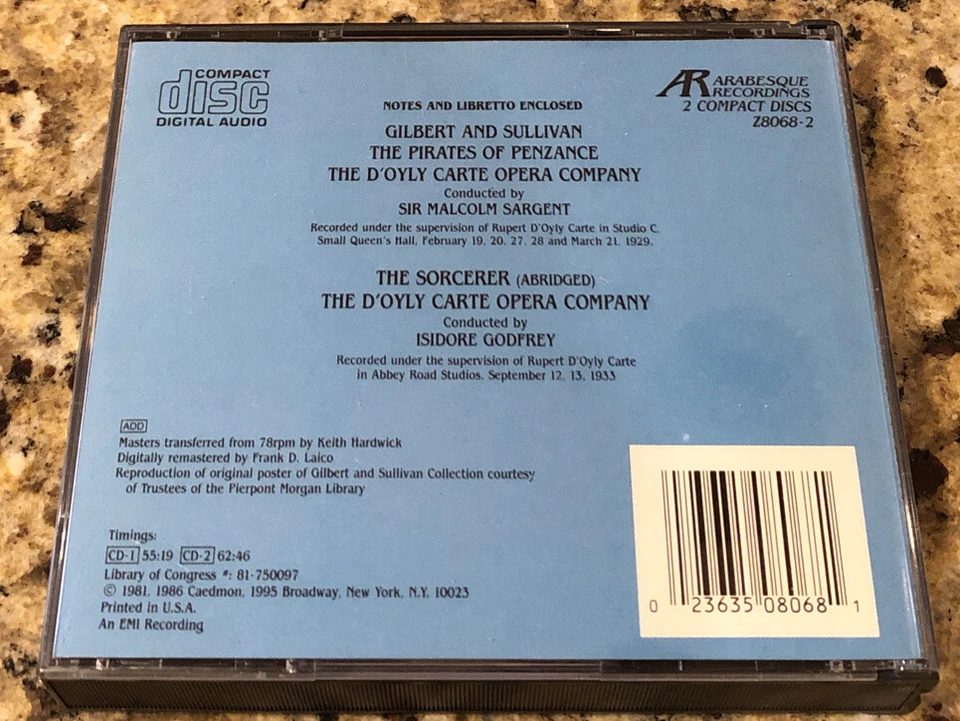 COMPACT
disc
DIGITAL AUDIO
AR ARABESQUE
RECORDINGS
2 COMPACT DISCS
Z8068-2
NOTES AND LIBRETTO ENCLOSED
GILBERT AND SULLIVAN
THE PIRATES OF PENZANCE
THE D'OYLY CARTE OPERA COMPANY
Conducted by
SIR MALCOLM SARGENT
Recorded under the supervision of Rupert D'Oyly Carte in Studio C,
Small Queen's Hall, February 19, 20, 27, 28 and March 21, 1929.
THE SORCERER (ABRIDGED)
THE D'OYLY CARTE OPERA COMPANY
Conducted by
ISIDORE GODFREY
Recorded under the supervision of Rupert D'Oyly Carte
in Abbey Road Studios, September 12, 13, 1933
ADD
Masters transferred from 78rpm by Keith Hardwick
Digitally remastered by Frank D. Laico
Reproduction of original poster of Gilbert and Sullivan Collection courtesy
of Trustees of the Pierpont Morgan Library
Timings:
CD-1 55:19 CD-2 62:46
Library of Congress #: 81-750097
© 1981, 1986 Caedmon, 1995 Broadway, New York, N.Y. 10023
Printed in U.S.A.
An EMI Recording
0 23635 08068 1